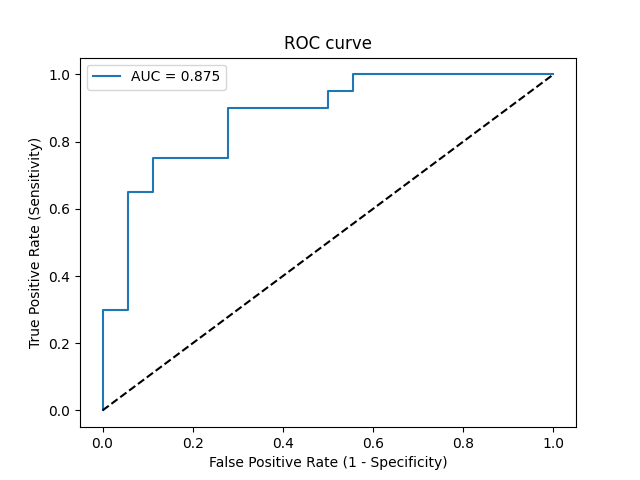 ROC curve
AUC = 0.875
True Positive Rate (Sensitivity)
1.0
0.8
0.6
0.4
0.2
0.0
0.0 0.2 0.4 0.6 0.8 1.0
False Positive Rate (1 - Specificity)